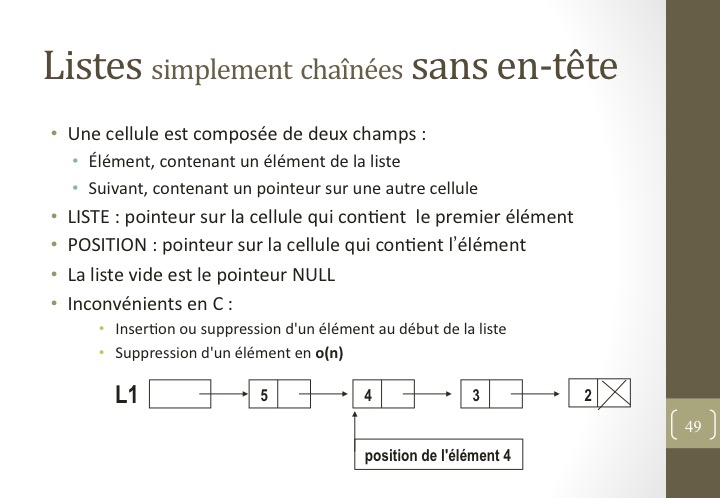 Listes simplement chaînées sans en-tête
• Une cellule est composée de deux champs :
• Élément, contenant un élément de la liste
• Suivant, contenant un pointeur sur une autre cellule
• LISTE : pointeur sur la cellule qui contient le premier élément
• POSITION : pointeur sur la cellule qui contient l’élément
• La liste vide est le pointeur NULL
• Inconvénients en C :
• Insertion ou suppression d'un élément au début de la liste
• Suppression d'un élément en o(n)
L1 5 4 3 2
49
position de l'élément 4